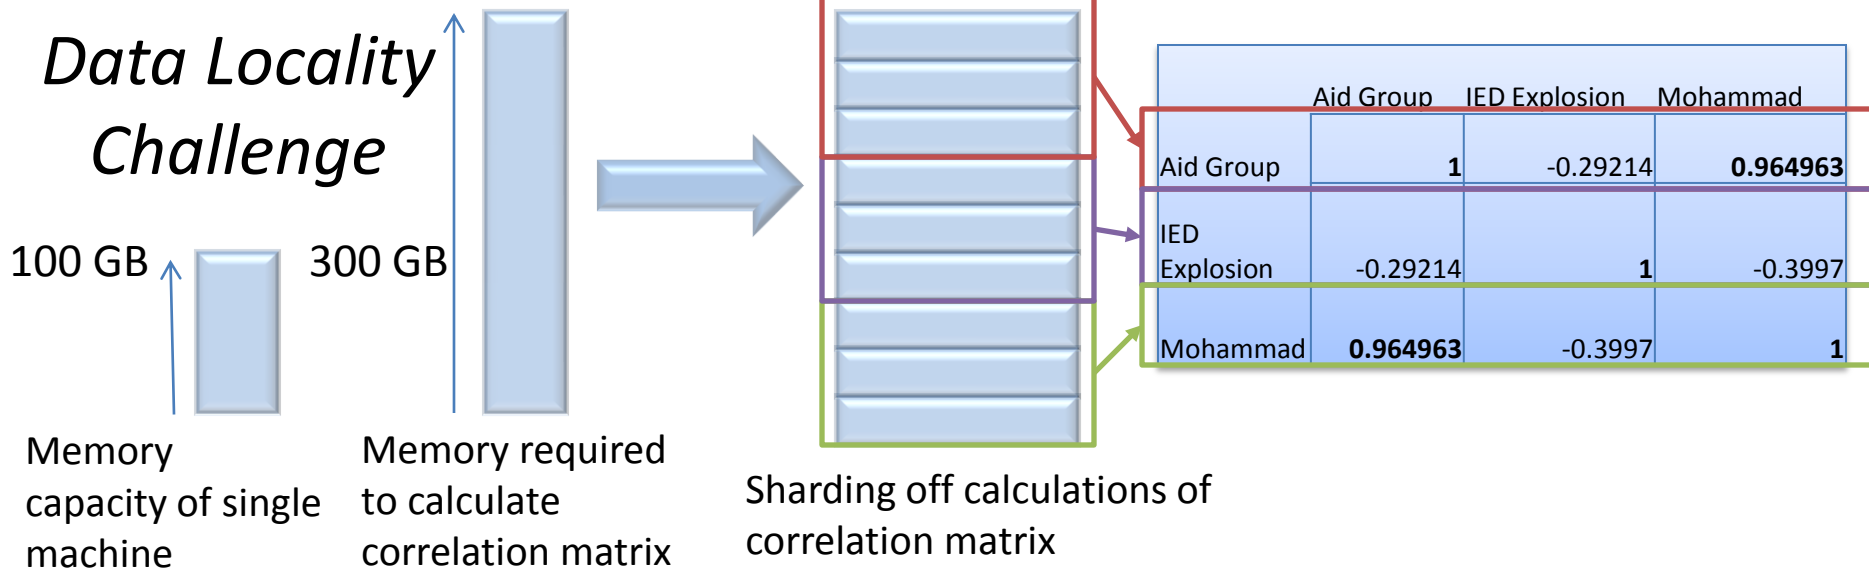 Data Locality
Challenge
100 GB
300 GB
Memory
capacity of single
machine
Memory required
to calculate
correlation matrix
Sharding off calculations of
correlation matrix
Aid Group IED Explosion Mohammad
Aid Group 1 -0.29214 0.964963
IED
Explosion -0.29214 1 -0.3997
Mohammad 0.964963 -0.3997 1